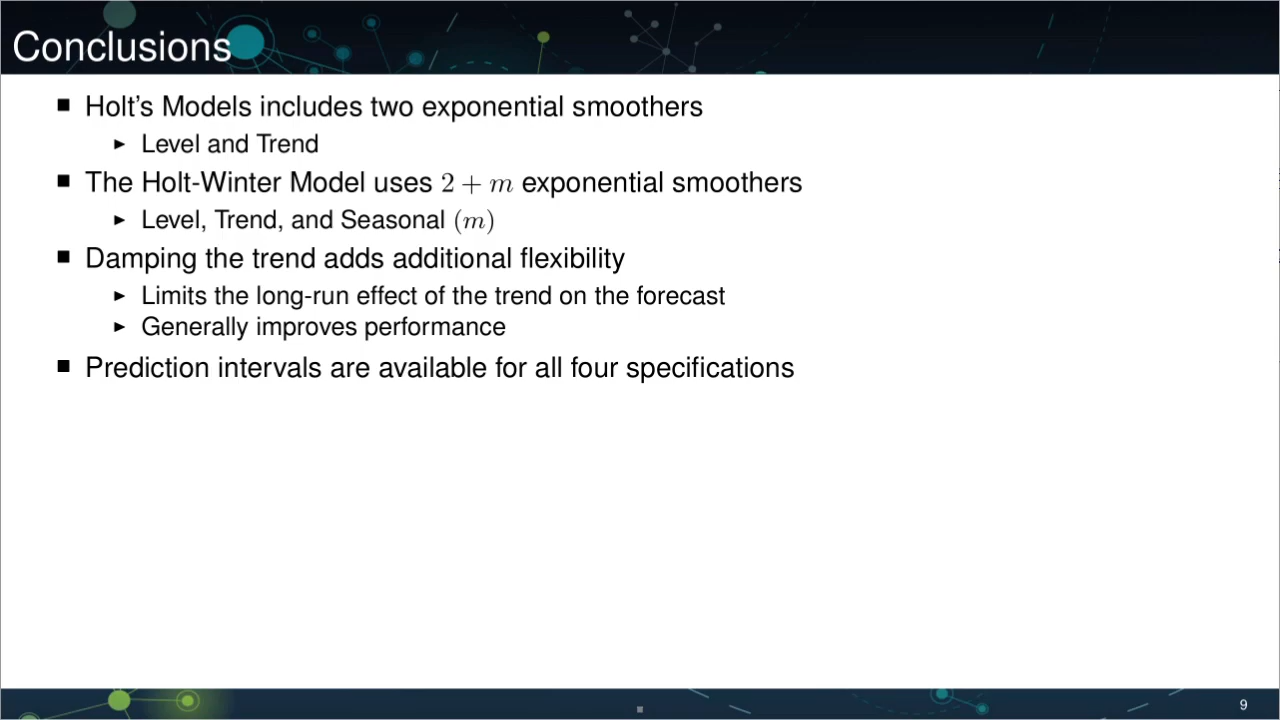 Conclusions
■ Holt’s Models includes two exponential smoothers
► Level and Trend
■ The Holt-Winter Model uses 2 + m exponential smoothers
► Level, Trend, and Seasonal (m)
■ Damping the trend adds additional flexibility
► Limits the long-run effect of the trend on the forecast
► Generally improves performance
■ Prediction intervals are available for all four specifications
9